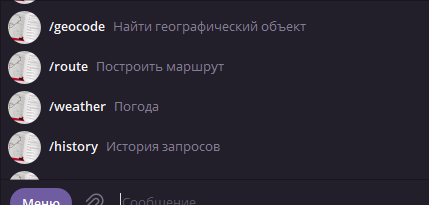 /geocode Найти географический объект
/route Построить маршрут
/weather Погода
/history История запросов
Меню Сообщение